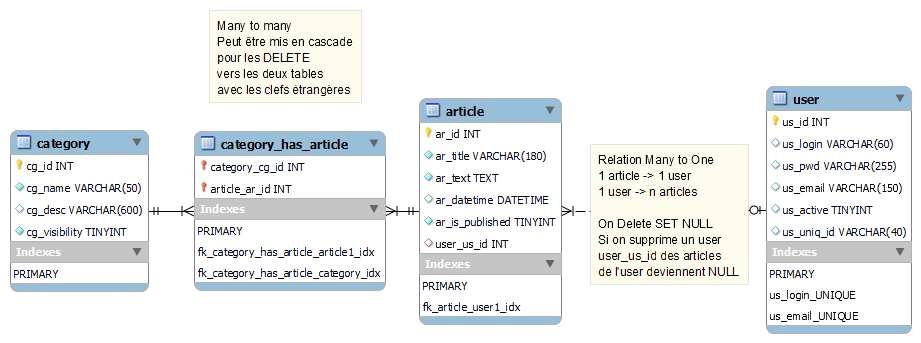 Many to many
Peut être mis en cascade
pour les DELETE
vers les deux tables
avec les clefs étrangères
category
cg_id INT
cg_name VARCHAR(50)
cg_desc VARCHAR(600)
cg_visibility TINYINT
Indexes
PRIMARY
category_has_article
category_cg_id INT
article_ar_id INT
Indexes
PRIMARY
fk_category_has_article_article1_idx
fk_category_has_article_category_idx
article
ar_id INT
ar_title VARCHAR(180)
ar_text TEXT
ar_datetime DATETIME
ar_is_published TINYINT
user_us_id INT
Indexes
PRIMARY
fk_article_user1_idx
Relation Many to One
1 article -> 1 user
1 user -> n articles
On Delete SET NULL
Si on supprime un user
user_us_id des articles
de l'user deviennent NULL
user
us_id INT
us_login VARCHAR(60)
us_pwd VARCHAR(255)
us_email VARCHAR(150)
us_active TINYINT
us_uniq_id VARCHAR(40)
Indexes
PRIMARY
us_login_UNIQUE
us_email_UNIQUE